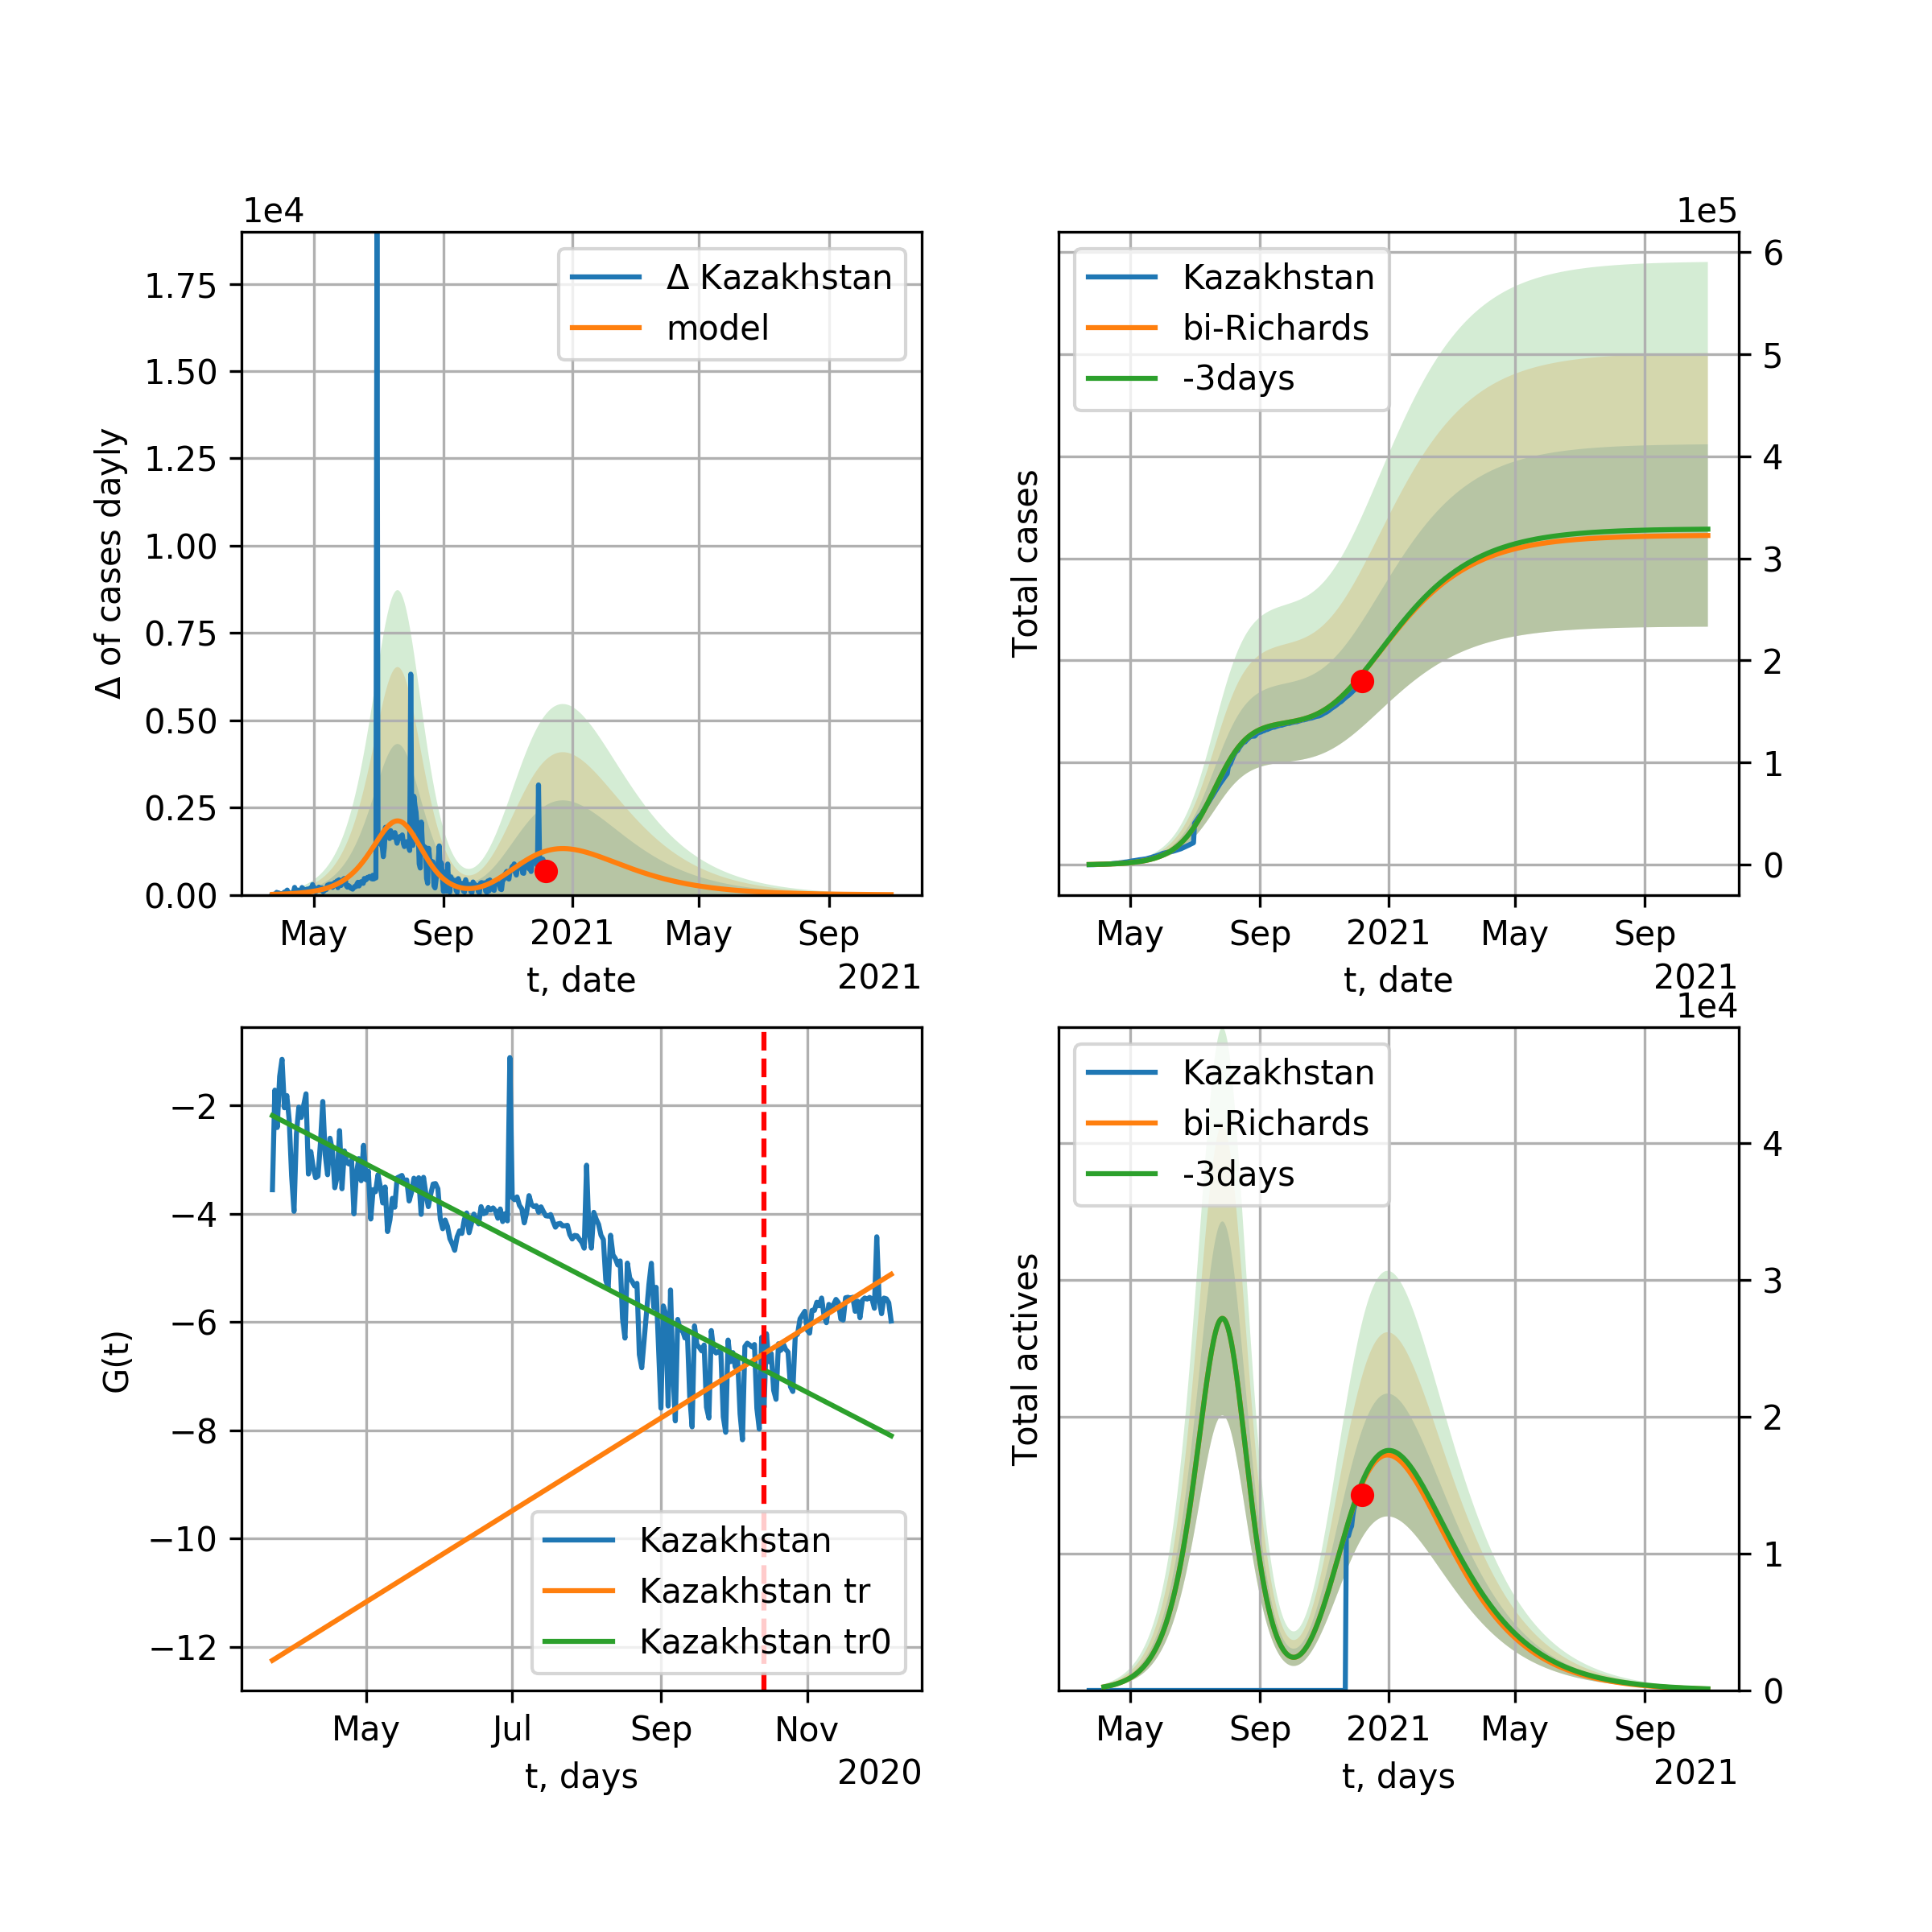 1e4
Δ Kazakhstan
model
1.75
1.50
1.25
1.00
0.75
0.50
0.25
0.00
Δ of cases dayly
May
Sep
2021
May
Sep
t, date
2021
1e5
Kazakhstan
bi-Richards
-3days
6
5
4
3
2
1
0
Total cases
May
Sep
2021
May
Sep
t, date
2021
−2
−4
−6
−8
−10
−12
G(t)
Kazakhstan
Kazakhstan tr
Kazakhstan tr0
May
Jul
Sep
Nov
t, days
2020
1e4
Kazakhstan
bi-Richards
-3days
4
3
2
1
0
Total actives
May
Sep
2021
May
Sep
t, days
2021